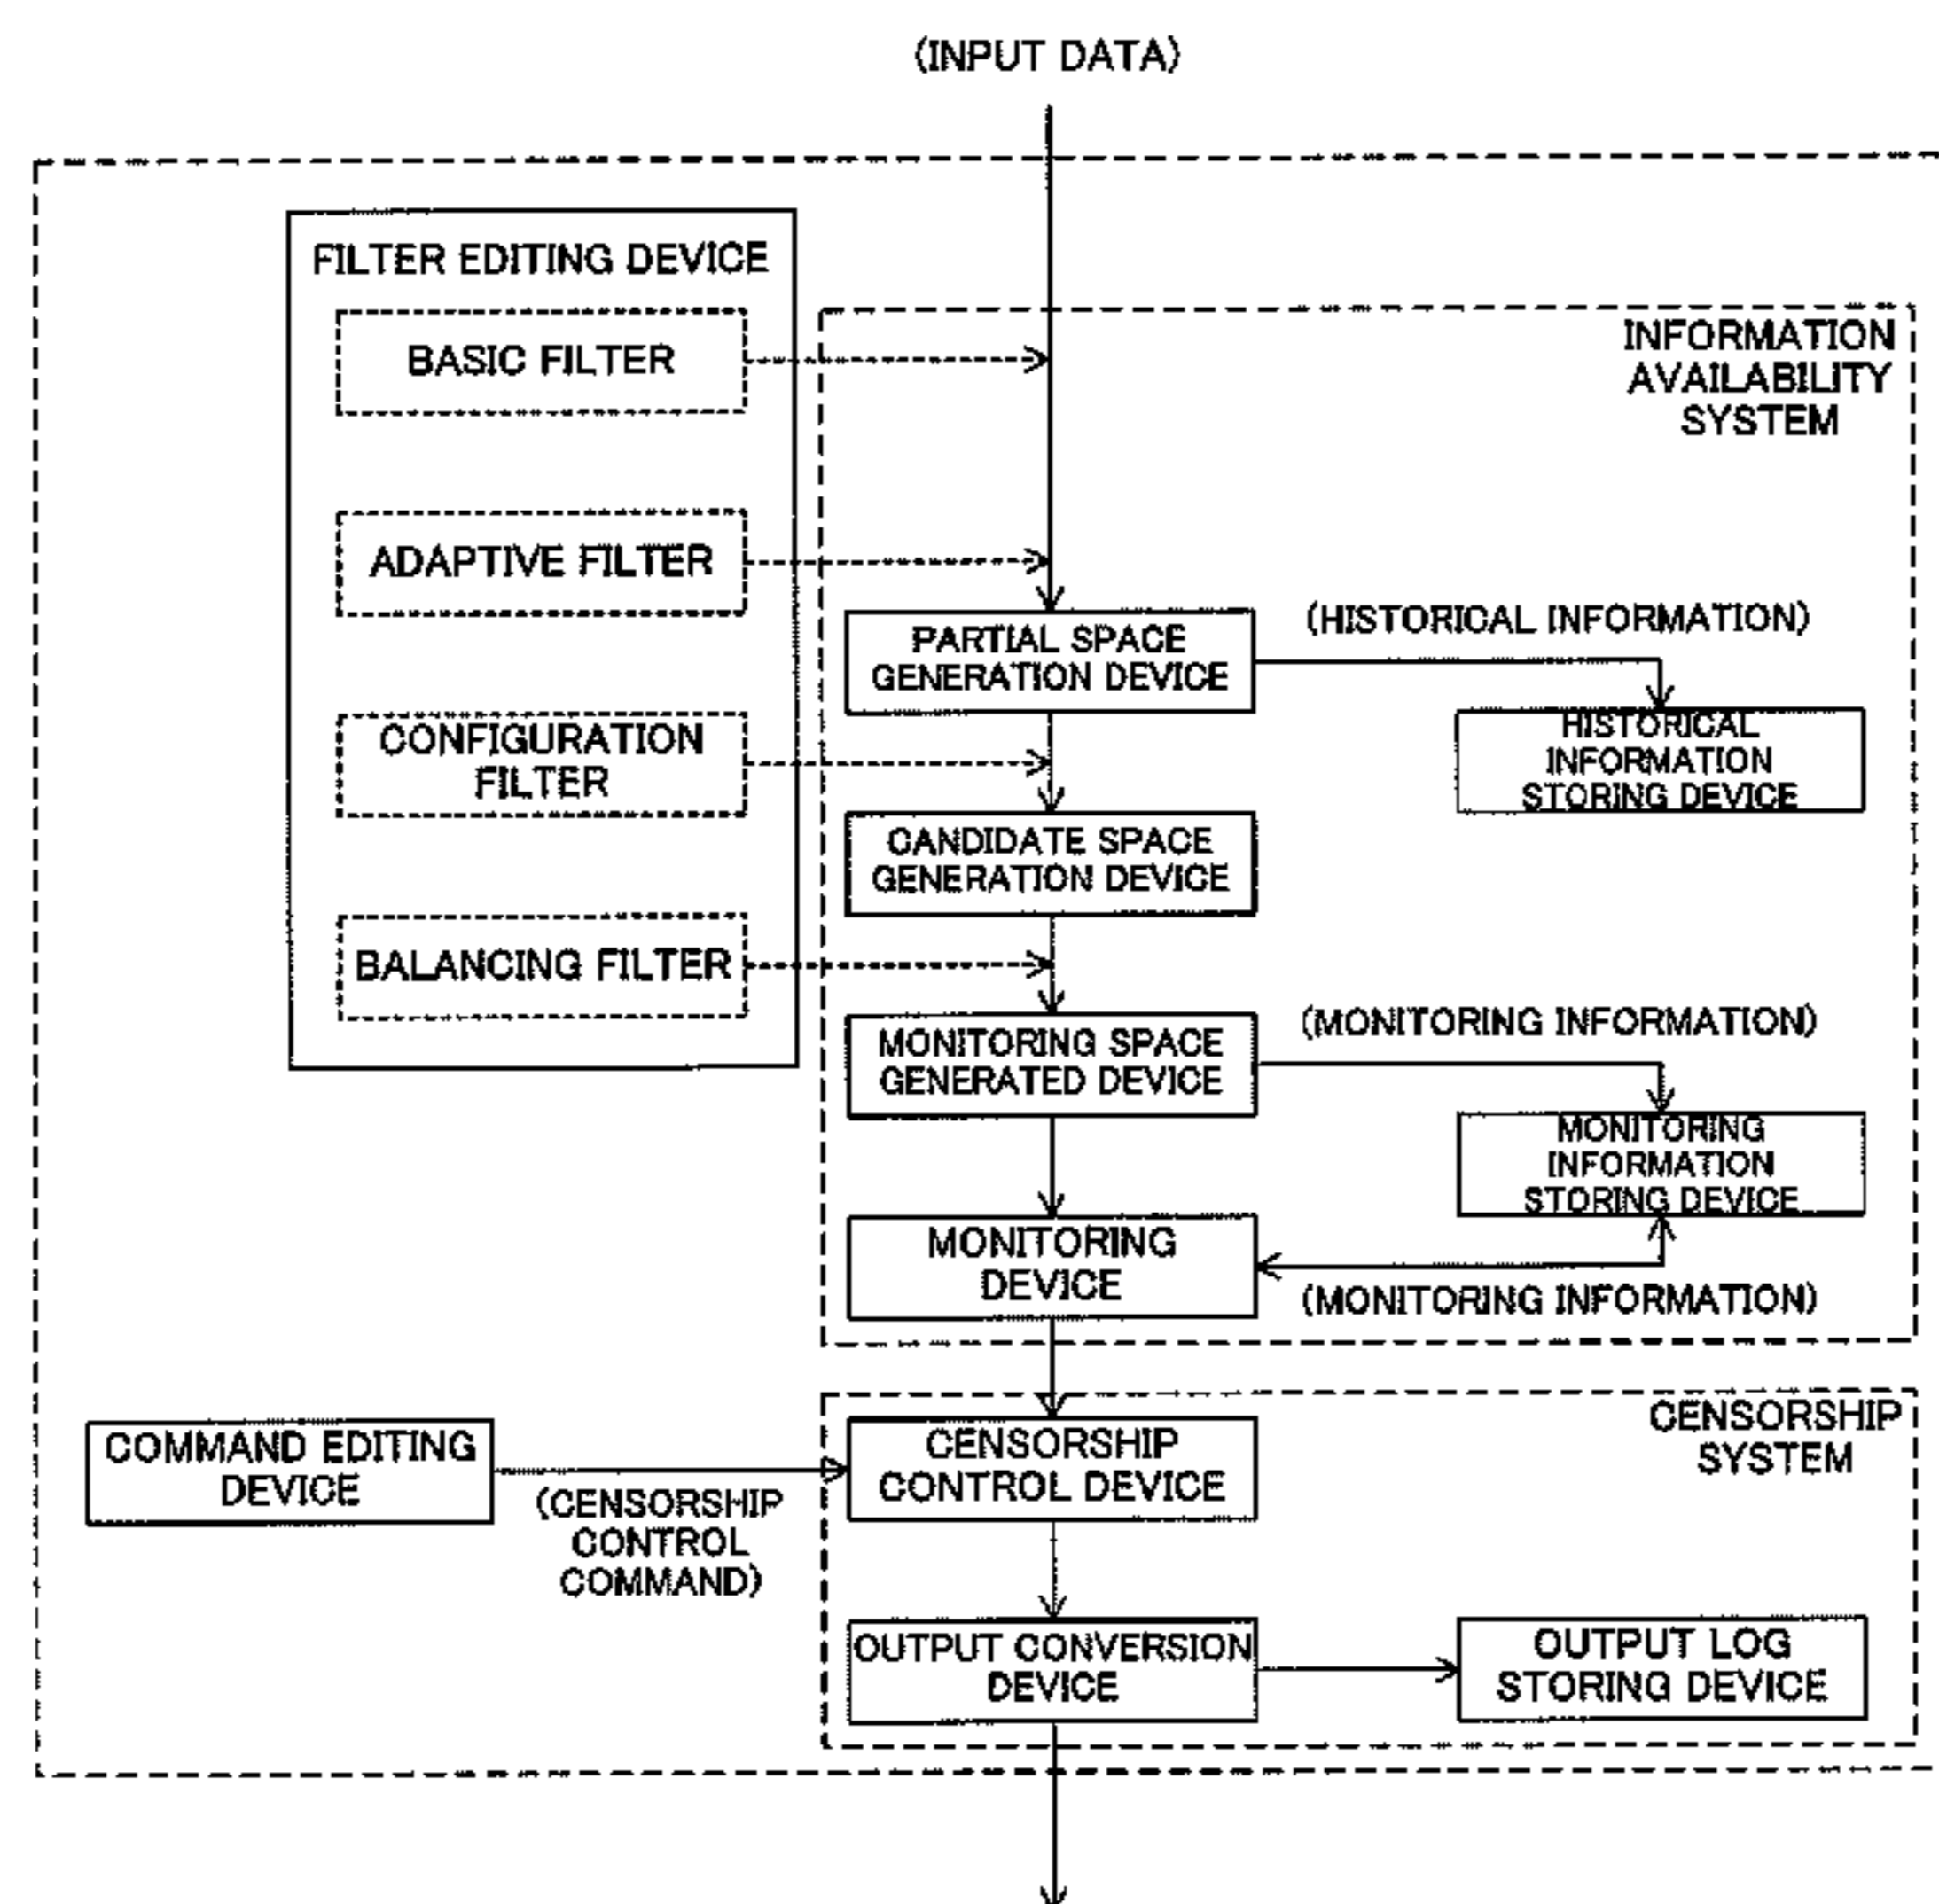 (INPUT DATA)
FILTER EDITING DEVICE
BASIC FILTER
ADAPTIVE FILTER
CONFIGURATION
FILTER
BALANCING FILTER
INFORMATION
AVAILABILITY
SYSTEM
PARTIAL SPACE
GENERATION DEVICE
(HISTORICAL INFORMATION)
HISTORICAL
INFORMATION
STORING DEVICE
CANDIDATE SPACE
GENERATION DEVICE
MONITORING SPACE
GENERATED DEVICE
(MONITORING INFORMATION)
MONITORING
INFORMATION
STORING DEVICE
MONITORING
DEVICE
(MONITORING INFORMATION)
COMMAND EDITING
DEVICE
(CENSORSHIP
CONTROL
COMMAND)
CENSORSHIP
CONTROL DEVICE
CENSORSHIP
SYSTEM
OUTPUT CONVERSION
DEVICE
OUTPUT LOG
STORING DEVICE